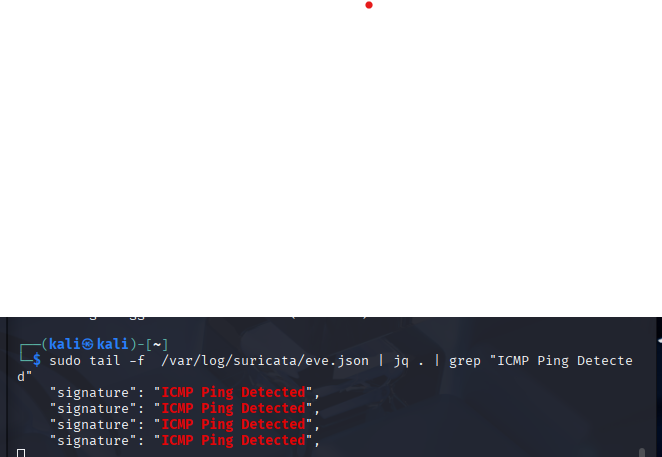 ┌──(kali㉿kali)-[~]
└─$ sudo tail -f  /var/log/suricata/eve.json | jq . | grep "ICMP Ping Detecte
d"
    "signature": "ICMP Ping Detected",
    "signature": "ICMP Ping Detected",
    "signature": "ICMP Ping Detected",
    "signature": "ICMP Ping Detected",